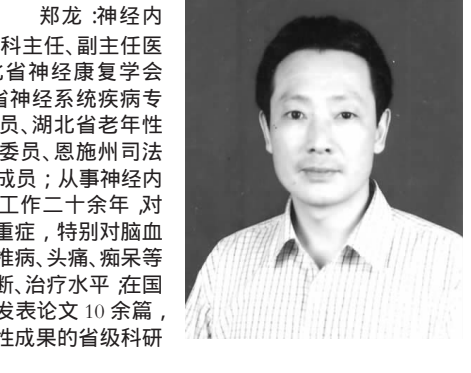 郑龙:神经内
科主任、副主任医
省神经康复学会
省神经系统疾病专
员、湖北省老年性
委员、恩施州司法
成员；从事神经内
工作二十余年,对
重症，特别对脑血
椎病、头痛、痴呆等
断、治疗水平,在国
发表论文10余篇，
性成果的省级科研